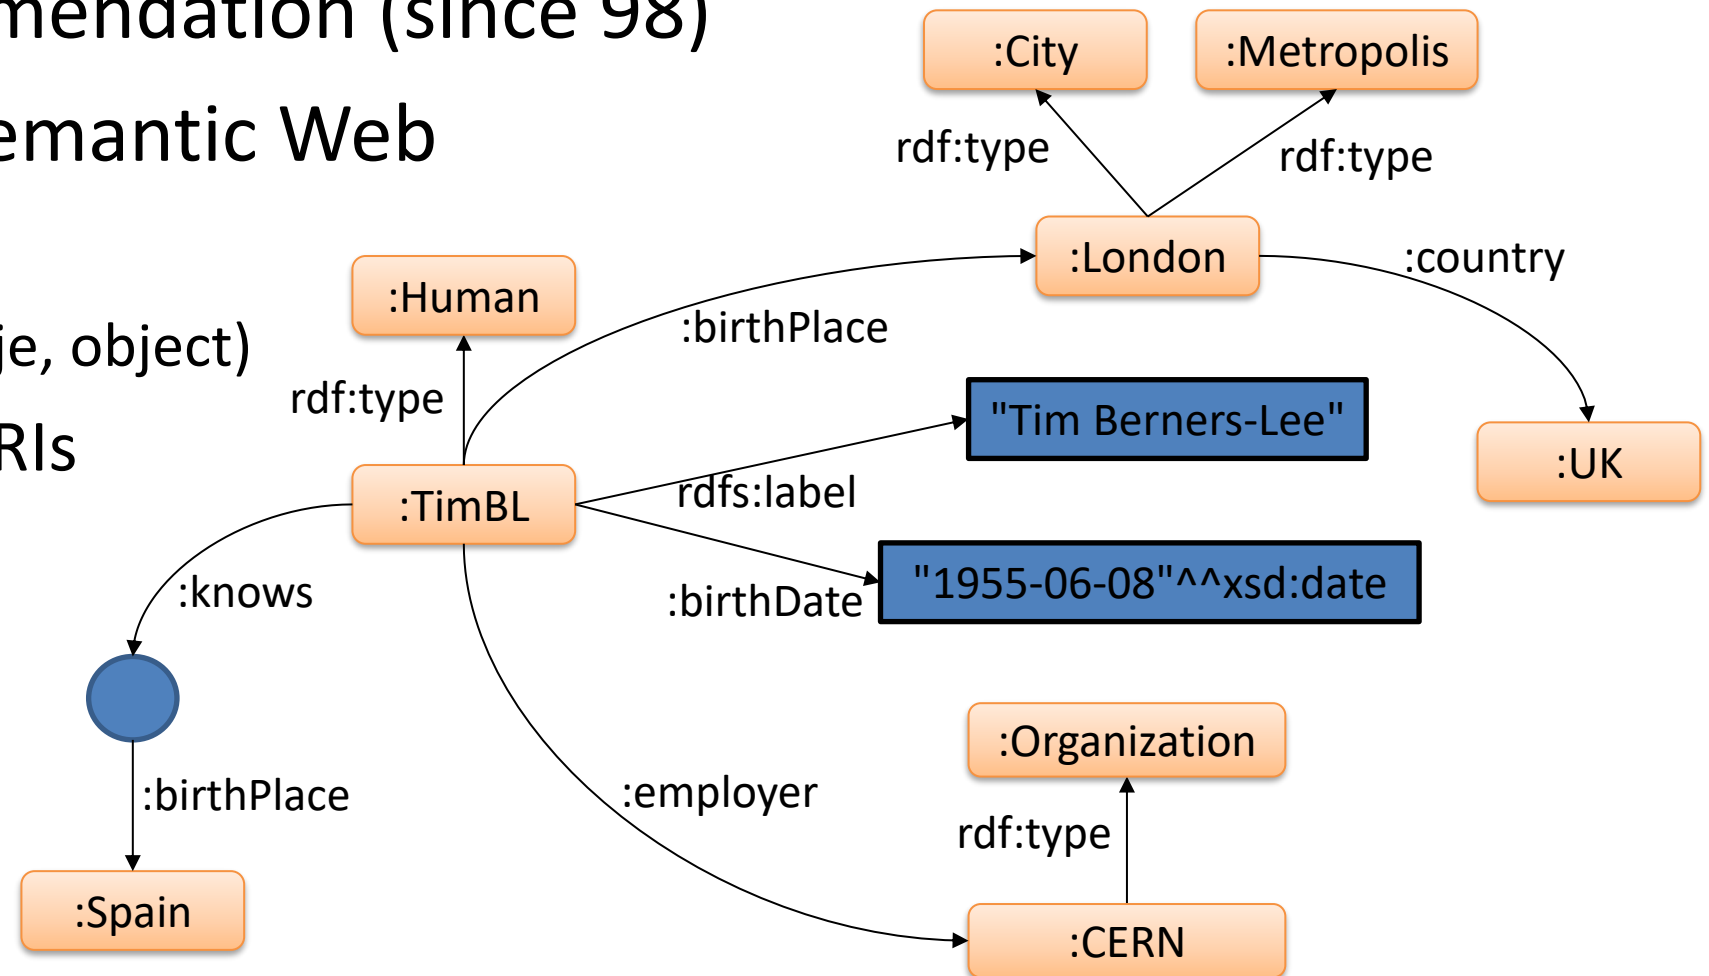 mendation (since 98)
emantic Web
je, object)
RIs
:City
:Metropolis
rdf:type
rdf:type
:London
:country
:Human
:birthPlace
rdf:type
"Tim Berners-Lee"
:UK
:TimBL
rdfs:label
"1955-06-08"^^xsd:date
:knows
:birthDate
:Organization
:birthPlace
:employer
rdf:type
:Spain
:CERN